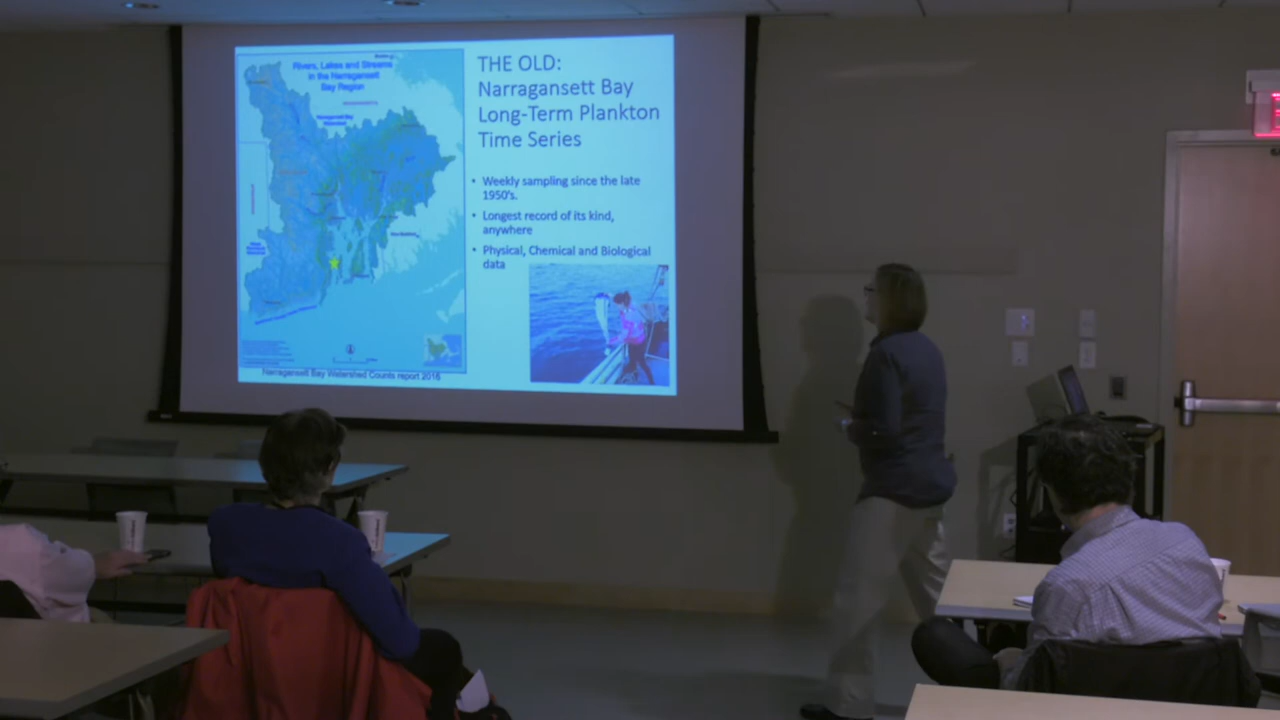 Rivers, Lakes and Streams
in the Narragansett
Bay Region
THE OLD:
Narragansett Bay
Long-Term Plankton
Time Series
• Weekly sampling since the late
1950's.
• Longest record of its kind,
anywhere
• Physical, Chemical and Biological
data
Narragansett Bay Watershed Counts report 2016